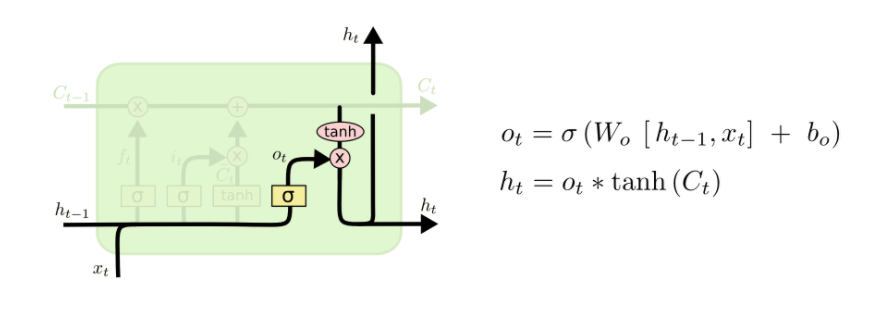 h_t
C_{t-1}
C_t
tanh
f_t
i_t
o_t
C_t
σ
σ
tanh
σ
h_{t-1}
h_t
x_t
o_t = σ (W_o [h_{t-1}, x_t] + b_o)
h_t = o_t * tanh (C_t)